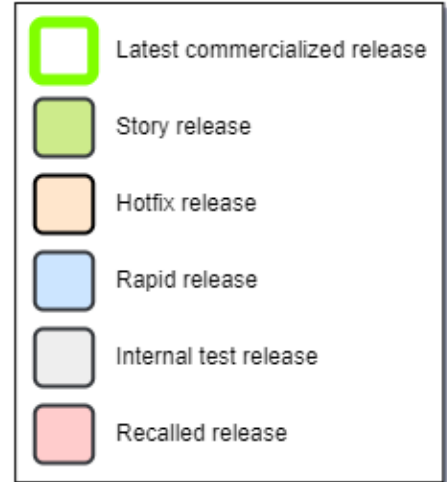 Latest commercialized release
Story release
Hotfix release
Rapid release
Internal test release
Recalled release